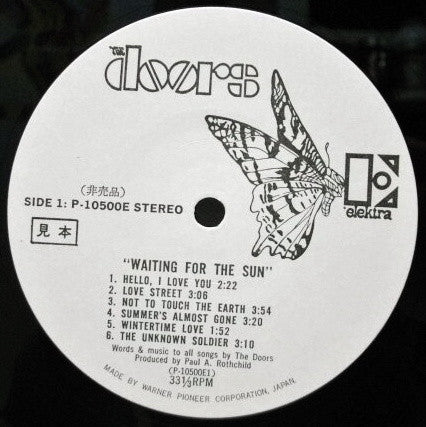 THE
doors
elektra
(非売品)
SIDE 1: P-10500E STEREO
見本
"WAITING FOR THE SUN"
1. HELLO, I LOVE YOU 2:22
2. LOVE STREET 3:06
3. NOT TO TOUCH THE EARTH 3:54
4. SUMMER'S ALMOST GONE 3:20
5. WINTERTIME LOVE 1:52
6. THE UNKNOWN SOLDIER 3:10
Words & music to all songs by The Doors
Produced by Paul A. Rothchild
(P-10500E1)
33⅓RPM
MADE BY WARNER PIONEER CORPORATION, JAPAN.